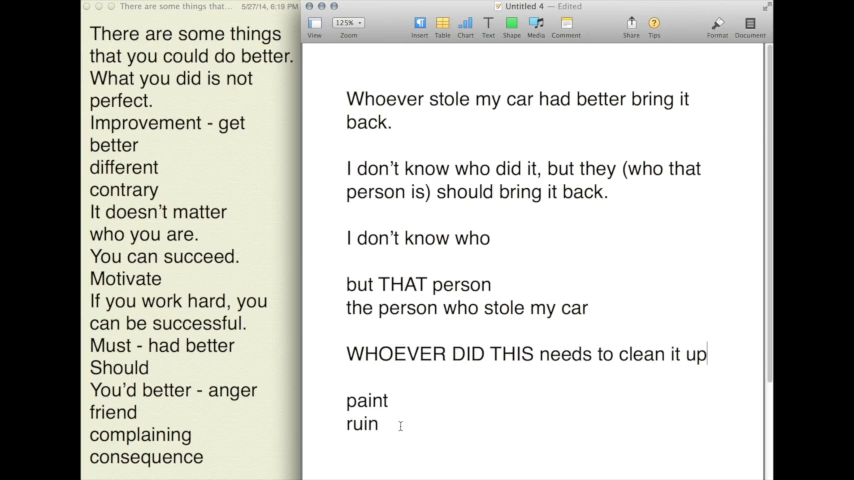 There are some things that...
5/27/14, 6:19 PM
There are some things
that you could do better.
What you did is not
perfect.
Improvement - get
better
different
contrary
It doesn't matter
who you are.
You can succeed.
Motivate
If you work hard, you
can be successful.
Must - had better
Should
You'd better - anger
friend
complaining
consequence
Untitled 4 — Edited
125%
View
Zoom
Insert
Table
Chart
Text
Shape
Media
Comment
Share
Tips
Format
Document
Whoever stole my car had better bring it
back.
I don't know who did it, but they (who that
person is) should bring it back.
I don't know who
but THAT person
the person who stole my car
WHOEVER DID THIS needs to clean it up
paint
ruin